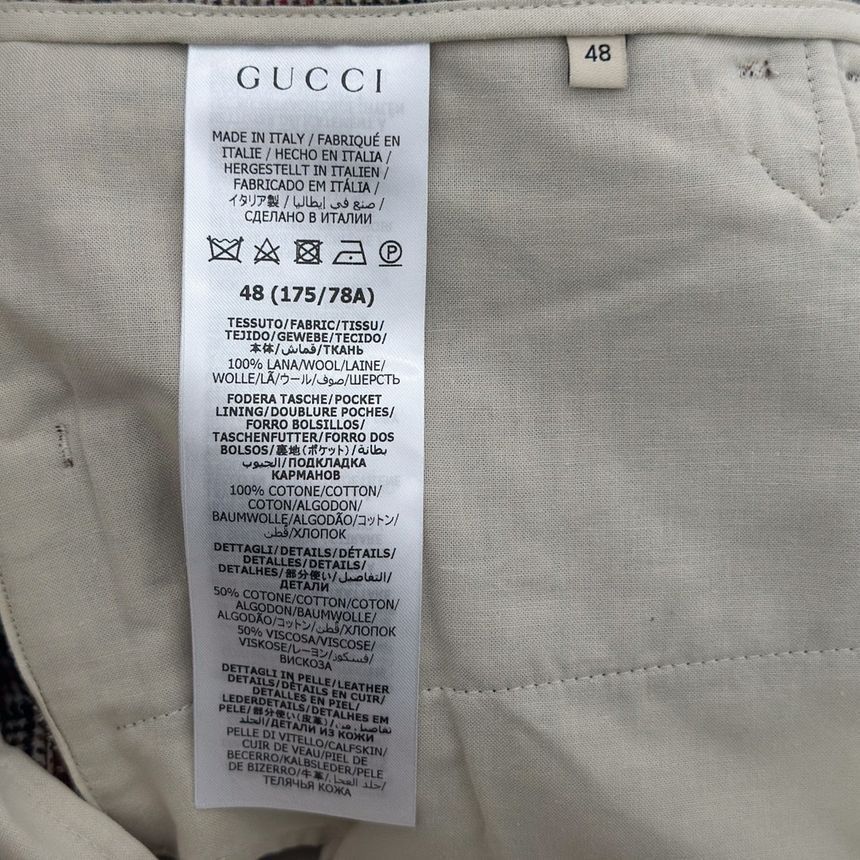 GUCCI
48
MADE IN ITALY / FABRIQUÉ EN
ITALIE / HECHO EN ITALIA /
HERGESTELLT IN ITALIEN /
FABRICADO EM ITÁLIA /
イタリア製 / صنع في إيطاليا /
СДЕЛАНО В ИТАЛИИ
P
48 (175/78A)
TESSUTO/FABRIC/TISSU/
TEJIDO/GEWEBE/TECIDO/
本体/قماش/ТКАНЬ
100% LANA/WOOL/LAINE/
WOLLE/LÃ/ウール/صوف/ШЕРСТЬ
FODERA TASCHE/POCKET
LINING/DOUBLURE POCHES/
FORRO BOLSILLOS/
TASCHENFUTTER/FORRO DOS
BOLSOS/裏地(ポケット)/بطانة
الجيوب/ПОДКЛАДКА
КАРМАНОВ
100% COTONE/COTTON/
COTON/ALGODON/
BAUMWOLLE/ALGODÃO/コットン/
قطن/ХЛОПОК
DETTAGLI/DETAILS/DÉTAILS/
DETALLES/DETAILS/
DETALHES/部分使い/التفاصيل/
ДЕТАЛИ
50% COTONE/COTTON/COTON/
ALGODON/BAUMWOLLE/
ALGODÃO/コットン/قطن/ХЛОПОК
50% VISCOSA/VISCOSE/
VISKOSE/レーヨン/فسكوز/
ВИСКОЗА
DETTAGLI IN PELLE/LEATHER
DETAILS/DÉTAILS EN CUIR/
DETALLES EN PIEL/
LEDERDETAILS/DETALHES EM
PELE/部分使い(皮革)/تفاصيل من
الجلد/ДЕТАЛИ ИЗ КОЖИ
PELLE DI VITELLO/CALFSKIN/
CUIR DE VEAU/PIEL DE
BECERRO/KALBSLEDER/PELE
DE BIZERRO/牛革/جلد العجل/
ТЕЛЯЧЬЯ КОЖА